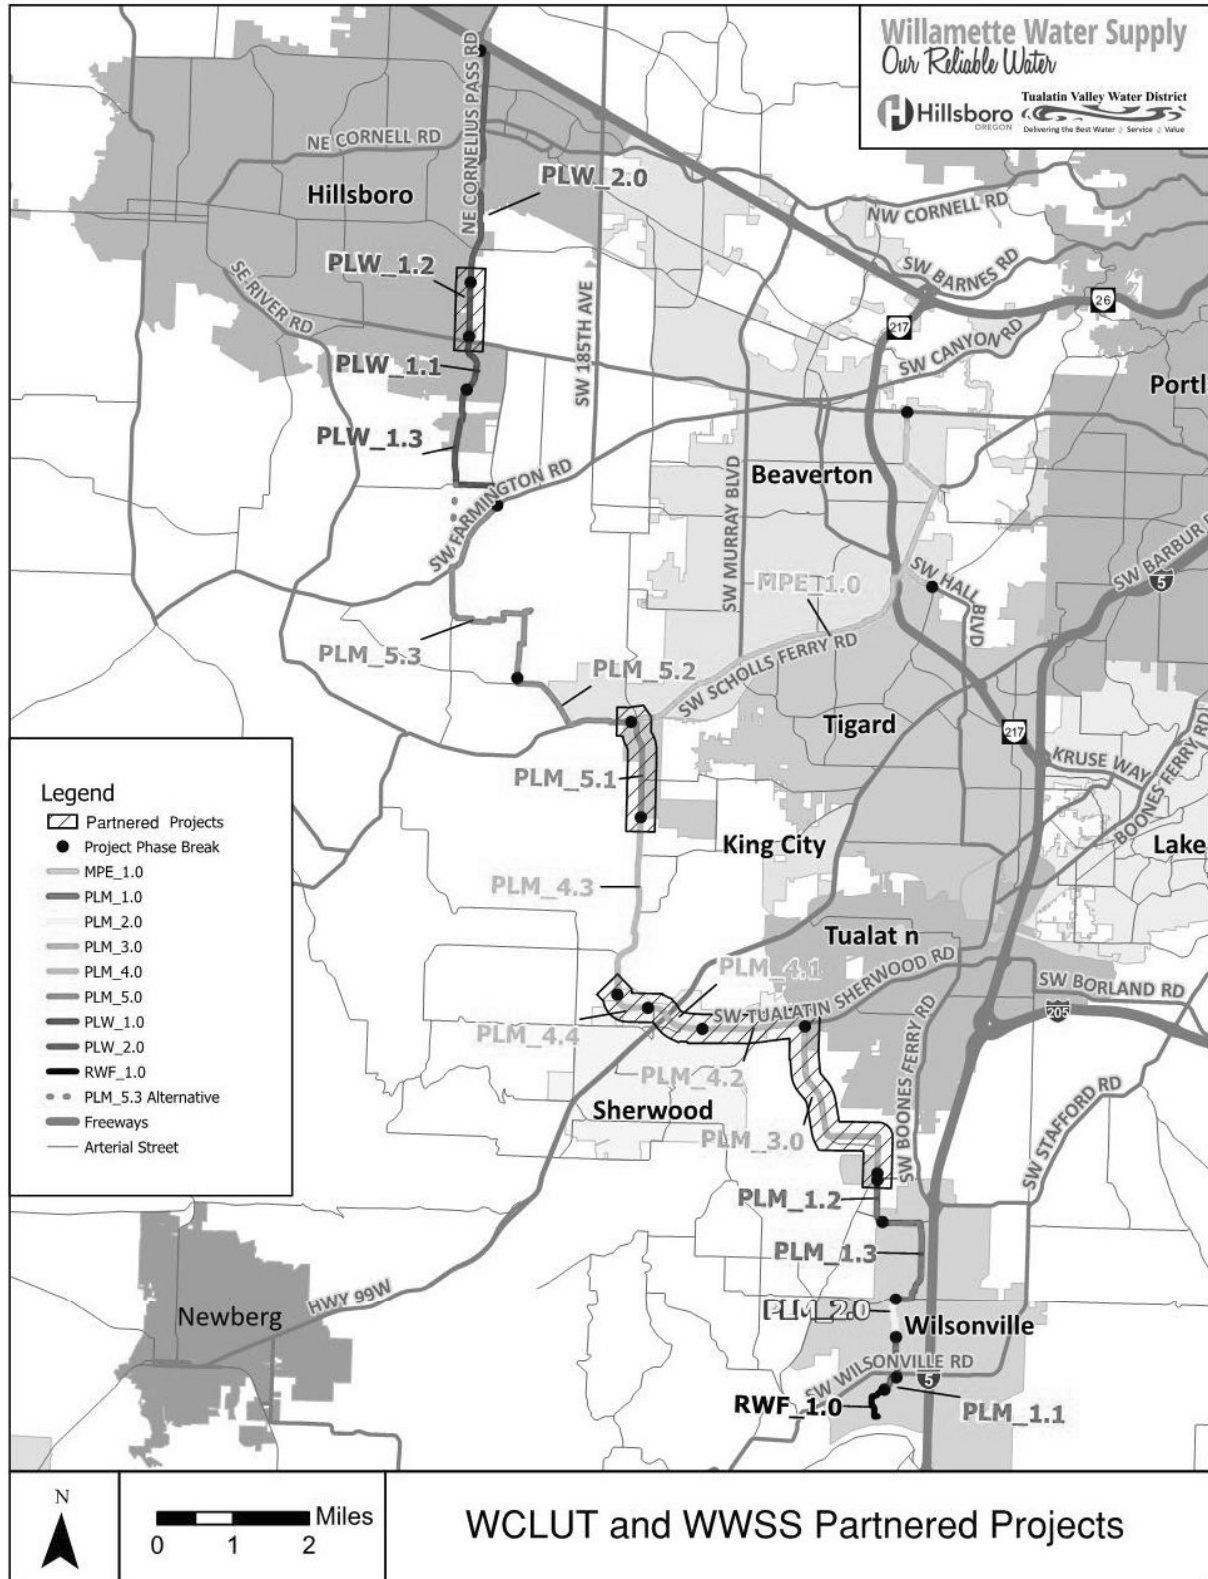 Willamette Water Supply
Our Reliable Water
Hillsboro
OREGON
Tualatin Valley Water District
Delivering the Best Water Service Value
NE CORNELIUS PASS RD
NE CORNELL RD
PLW_2.0
Hillsboro
NW CORNELL RD
PLW_1.2
SW BARNES RD
SE RIVER RD
26
217
SW 185TH AVE
SW CANYON RD
PLW_1.1
Portl
PLW_1.3
Beaverton
SW FARMINGTON RD
SW MURRAY BLVD
SW BARBUR
5
SW HALL BLVD
MPE_1.0
PLM_5.3
PLM_5.2
SW SCHOLLS FERRY RD
Tigard
217
KRUSE WAY
BOONES FERRY RD
PLM_5.1
King City
Lake
PLM_4.3
Tualat n
PLM_4.1
SW TUALATIN SHERWOOD RD
SW BORLAND RD
205
PLM_4.4
SW BOONES FERRY RD
PLM_4.2
Sherwood
SW STAFFORD RD
PLM_3.0
PLM_1.2
PLM_1.3
HWY 99W
Newberg
PLM_2.0
Wilsonville
SW WILSONVILLE RD
5
RWF_1.0
PLM_1.1
Legend
Partnered Projects
Project Phase Break
MPE_1.0
PLM_1.0
PLM_2.0
PLM_3.0
PLM_4.0
PLM_5.0
PLW_1.0
PLW_2.0
RWF_1.0
PLM_5.3 Alternative
Freeways
Arterial Street
N
Miles
0 1 2
WCLUT and WWSS Partnered Projects